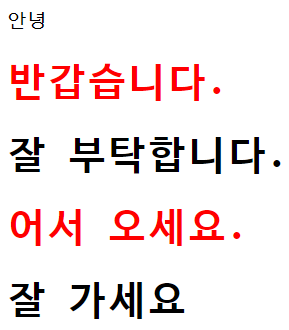 안녕
반갑습니다.
잘 부탁합니다.
어서 오세요.
잘 가세요